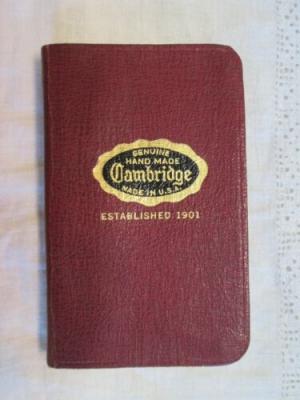 GENUINE
HAND MADE
Cambridge
MADE IN U.S.A.
ESTABLISHED 1901